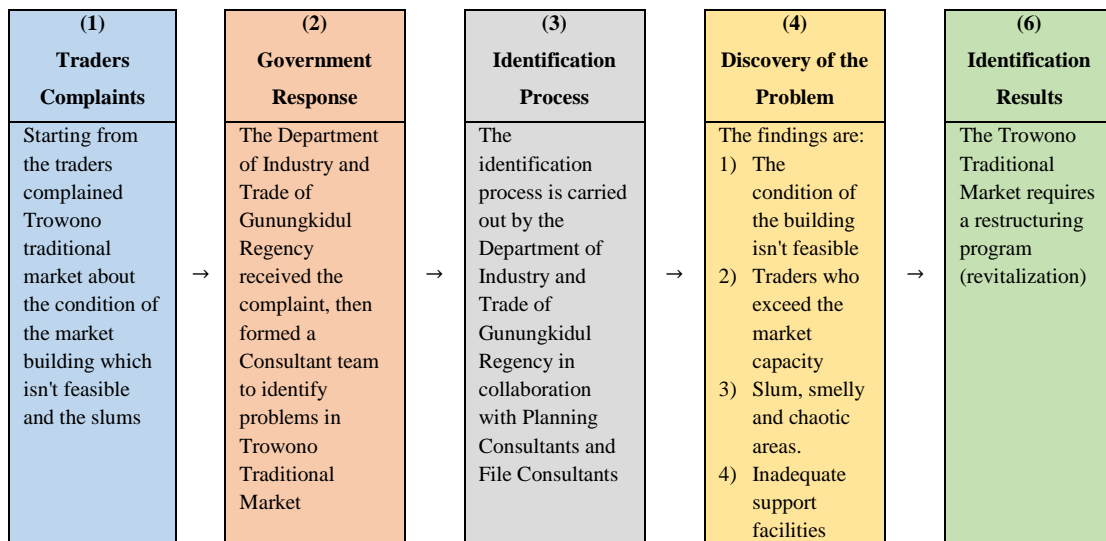 (1)
Traders
Complaints
Starting from
the traders
complained
Trowono
traditional
market about
the condition of
the market
building which
isn't feasible
and the slums
→
(2)
Government
Response
The Department
of Industry and
Trade of
Gunungkidul
Regency
received the
complaint, then
formed a
Consultant team
to identify
problems in
Trowono
Traditional
Market
→
(3)
Identification
Process
The
identification
process is carried
out by the
Department of
Industry and
Trade of
Gunungkidul
Regency in
collaboration
with Planning
Consultants and
File Consultants
→
(4)
Discovery of the
Problem
The findings are:
1) The
condition of
the building
isn't feasible
2) Traders who
exceed the
market
capacity
3) Slum, smelly
and chaotic
areas.
4) Inadequate
support
facilities
→
(6)
Identification
Results
The Trowono
Traditional
Market requires
a restructuring
program
(revitalization)